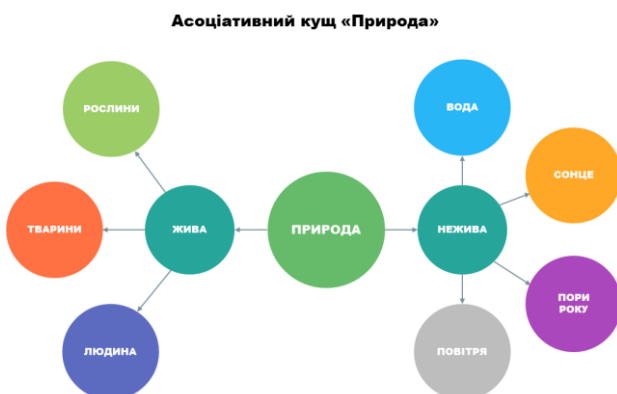 Асоціативний кущ «Природа»
РОСЛИНИ
ВОДА
СОНЦЕ
ТВАРИНИ
ЖИВА
ПРИРОДА
НЕЖИВА
ПОРИ
РОКУ
ЛЮДИНА
ПОВІТРЯ